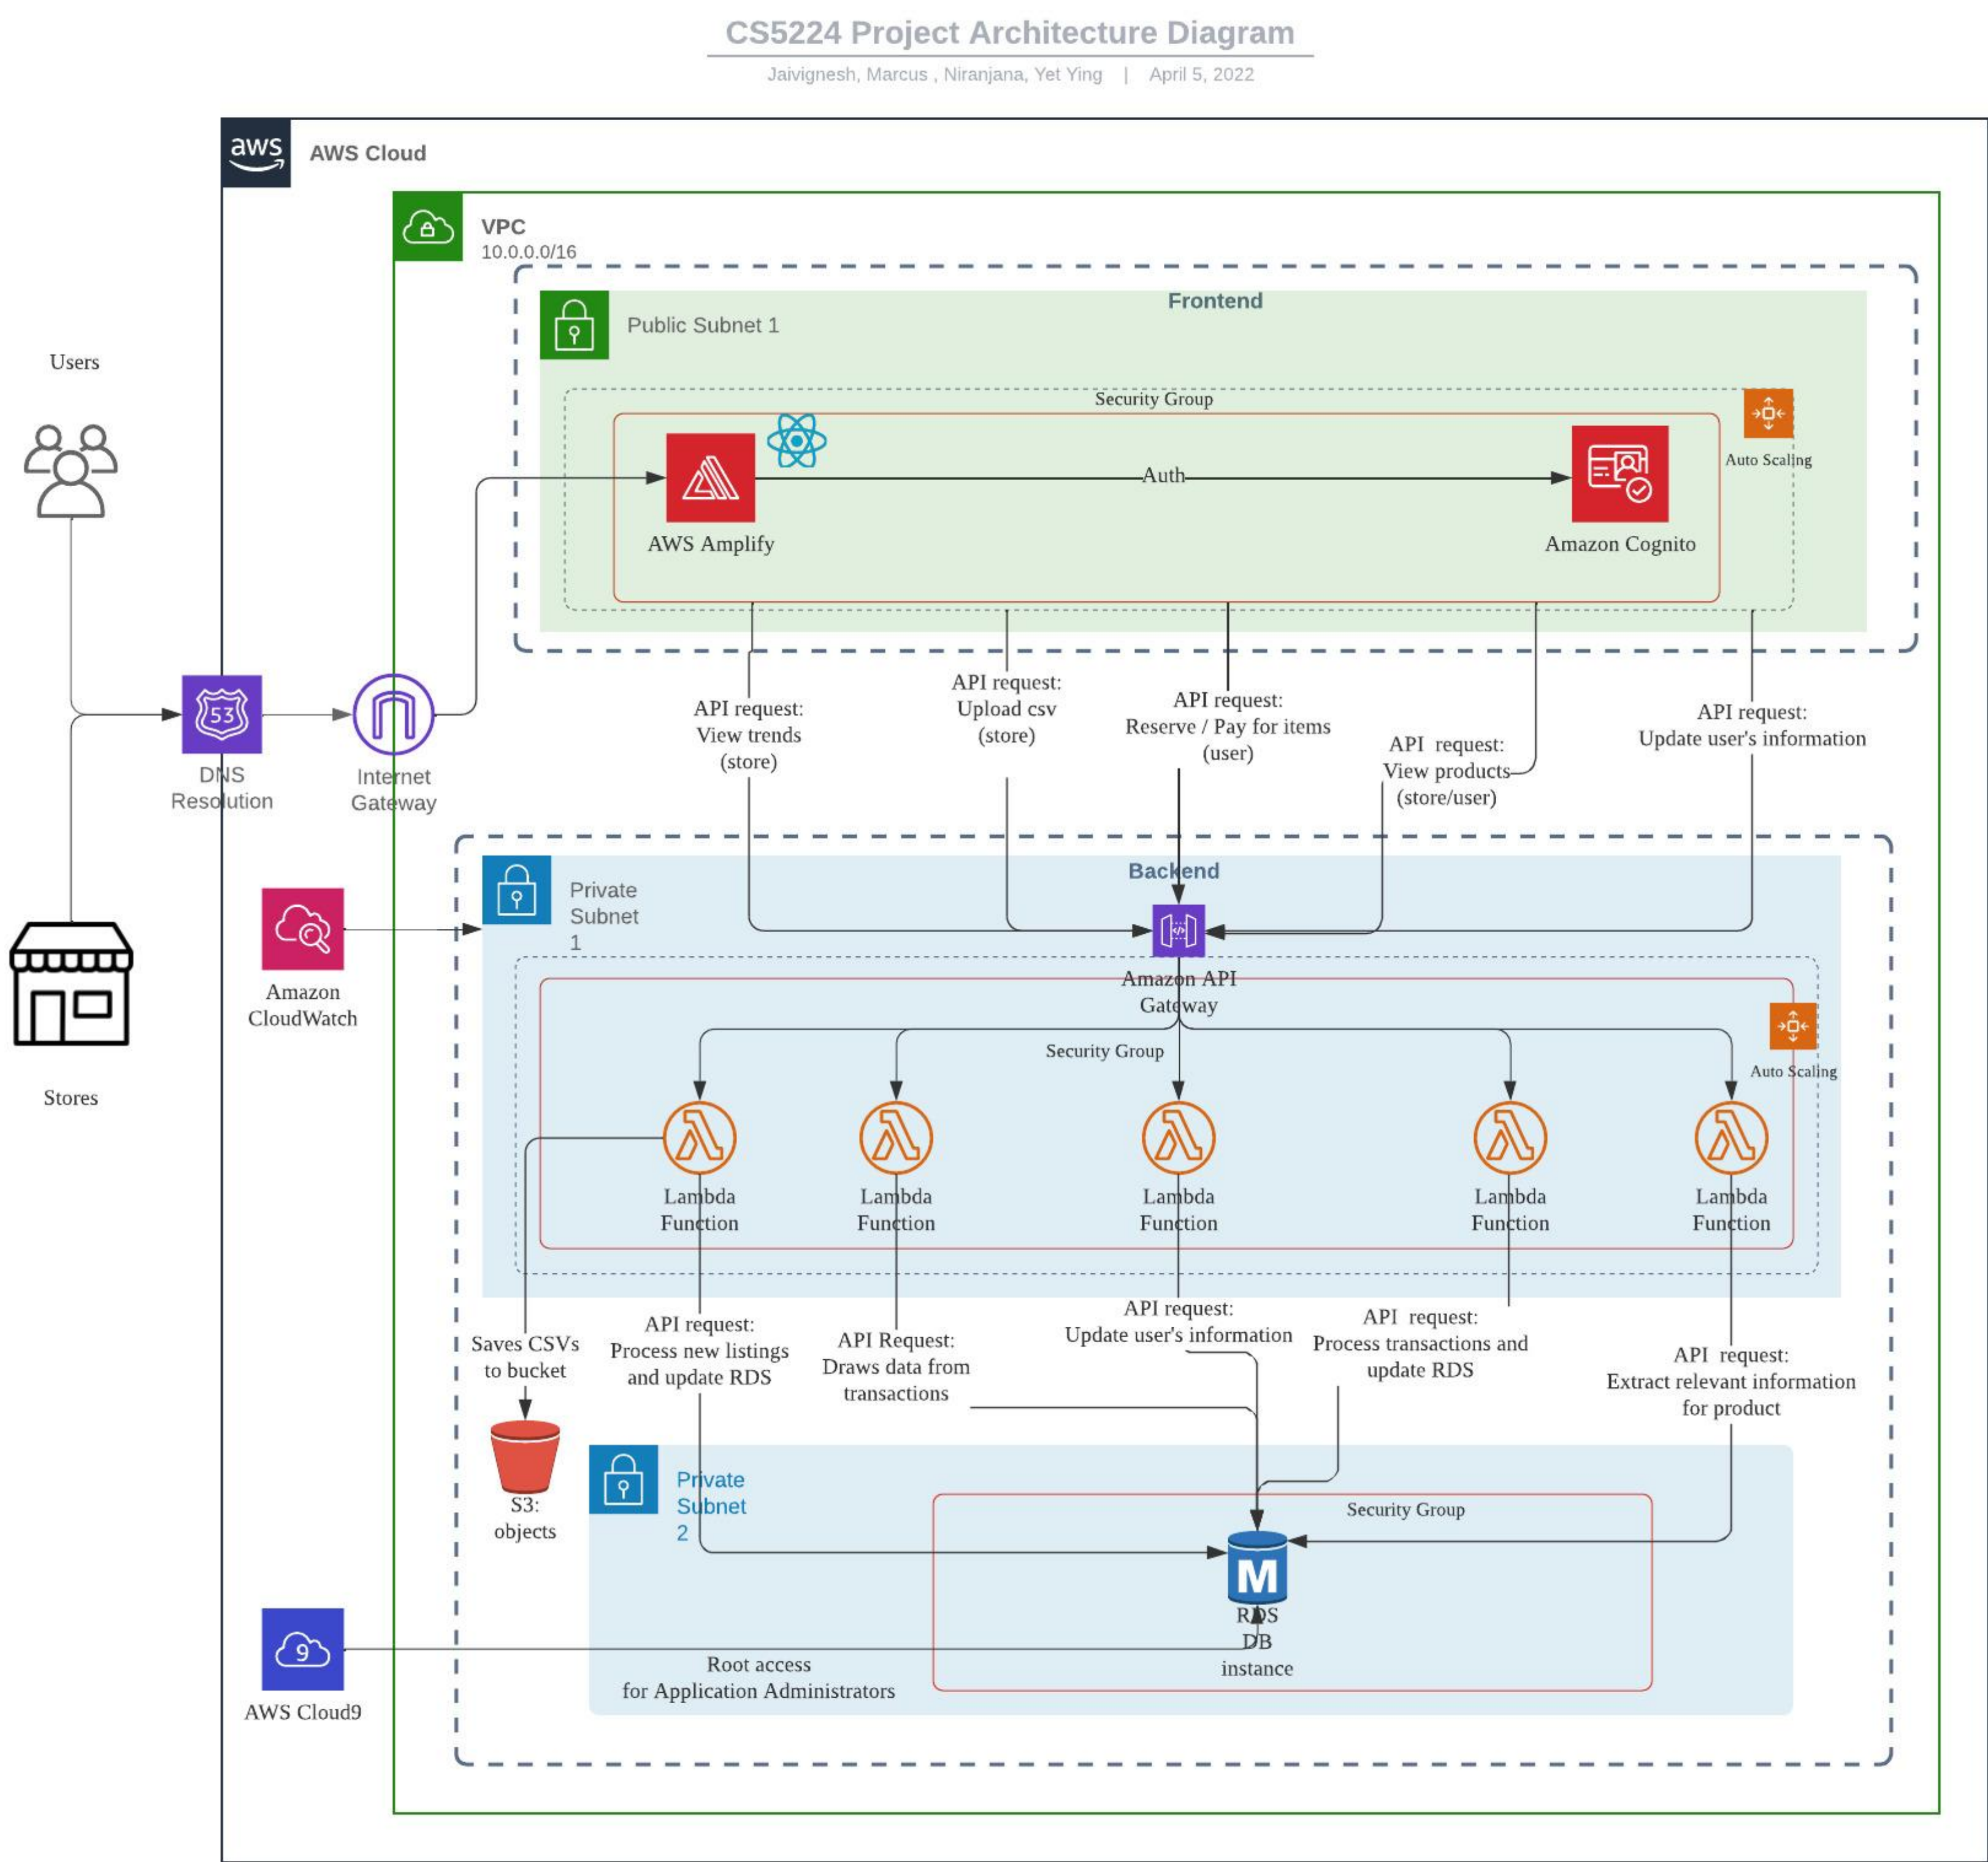 CS5224 Project Architecture Diagram
Jaivignesh, Marcus , Niranjana, Yet Ying | April 5, 2022
aws
AWS Cloud
VPC
10.0.0.0/16
Frontend
Public Subnet 1
Users
Security Group
Auto Scaling
Auth
AWS Amplify
Amazon Cognito
API request:
View trends
(store)
API request:
Upload csv
(store)
API request:
Reserve / Pay for items
(user)
API request:
View products
(store/user)
API request:
Update user's information
53
DNS
Resolution
Internet
Gateway
Backend
Private
Subnet
1
Amazon
CloudWatch
Stores
Amazon API
Gateway
Security Group
Auto Scaling
Lambda
Function
Lambda
Function
Lambda
Function
Lambda
Function
Lambda
Function
Saves CSVs
to bucket
API request:
Process new listings
and update RDS
API Request:
Draws data from
transactions
API request:
Update user's information
API request:
Process transactions and
update RDS
API request:
Extract relevant information
for product
S3:
objects
Private
Subnet
2
Security Group
M
RDS
DB
instance
9
AWS Cloud9
Root access
for Application Administrators